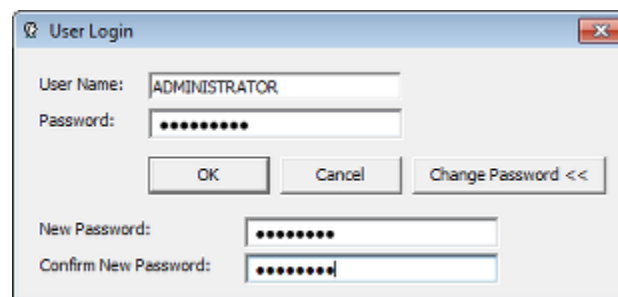 User Login
User Name: ADMINISTRATOR
Password: •••••••••
OK Cancel Change Password <<
New Password: ••••••••
Confirm New Password: ••••••••